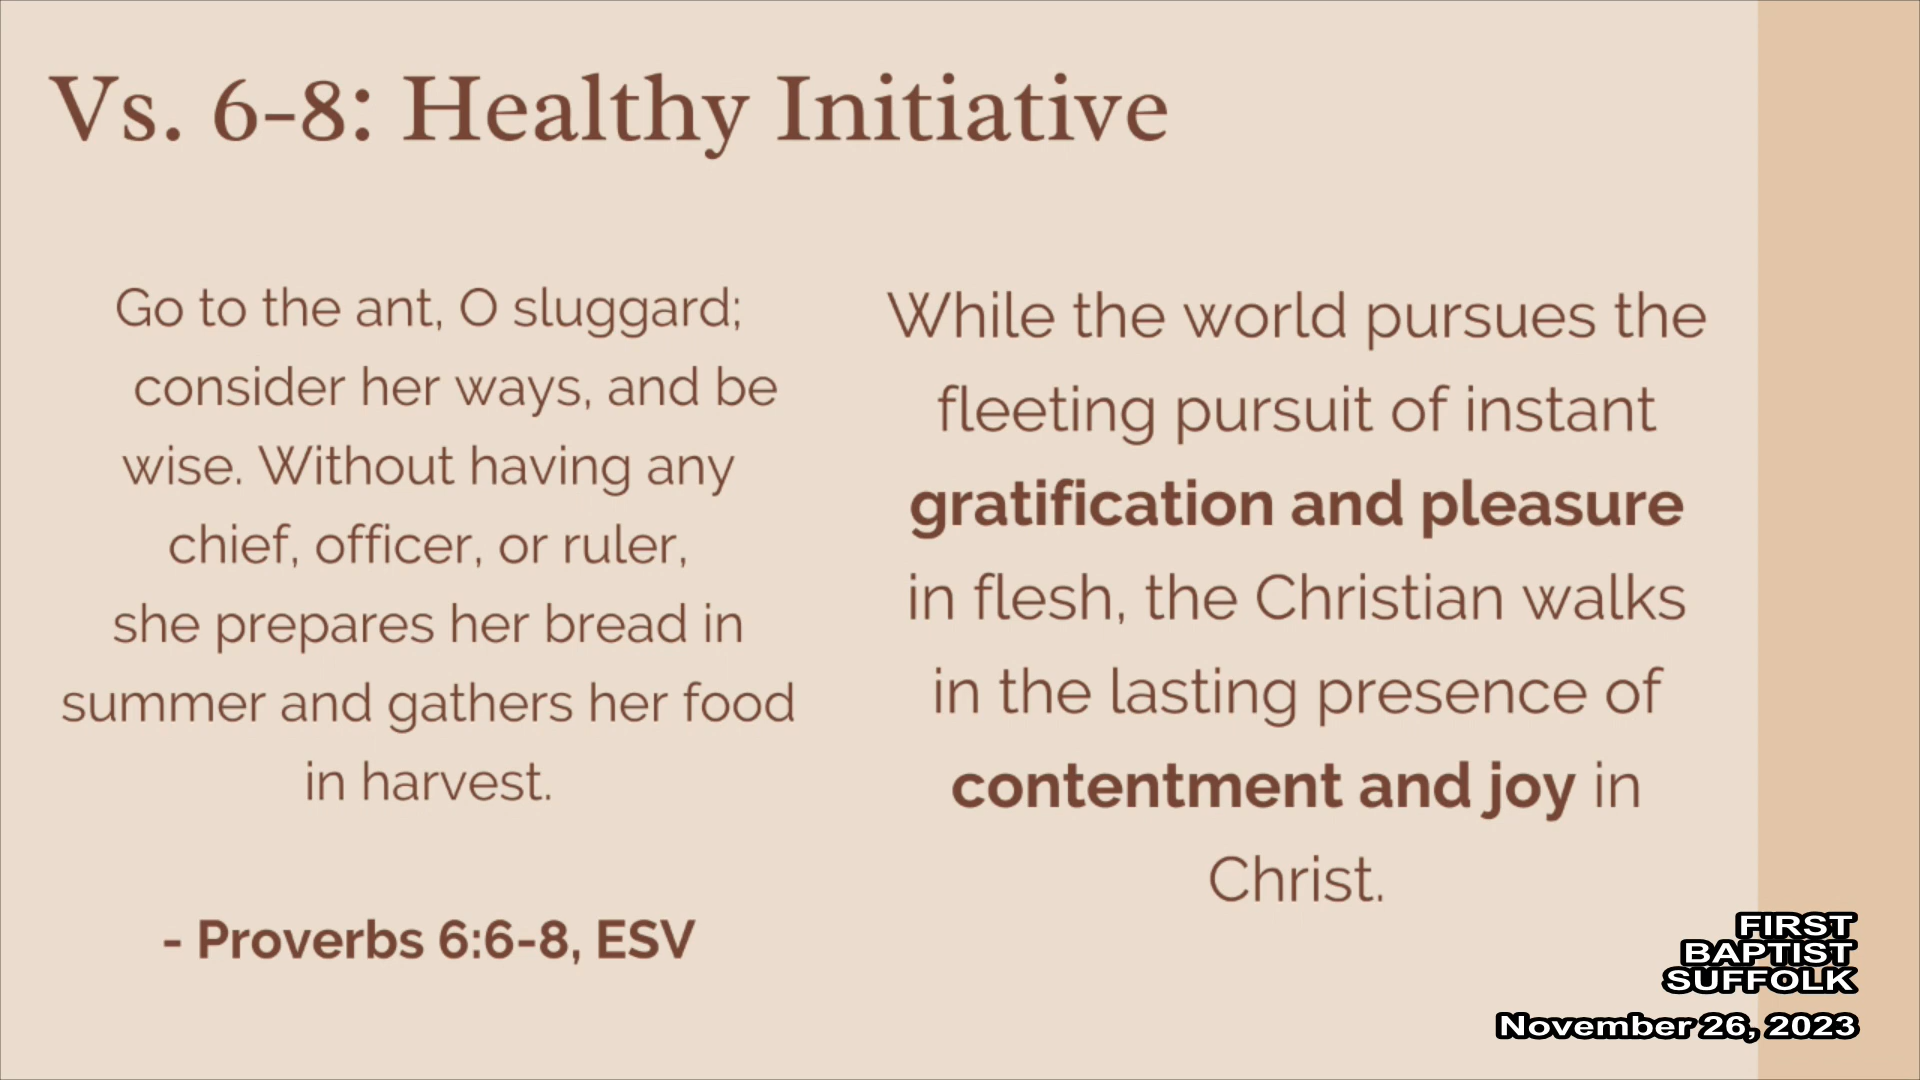 Vs. 6-8: Healthy Initiative
Go to the ant, O sluggard;
consider her ways, and be
wise. Without having any
chief, officer, or ruler,
she prepares her bread in
summer and gathers her food
in harvest.
- Proverbs 6:6-8, ESV
While the world pursues the
fleeting pursuit of instant
gratification and pleasure
in flesh, the Christian walks
in the lasting presence of
contentment and joy in
Christ.
FIRST
BAPTIST
SUFFOLK
November 26, 2023